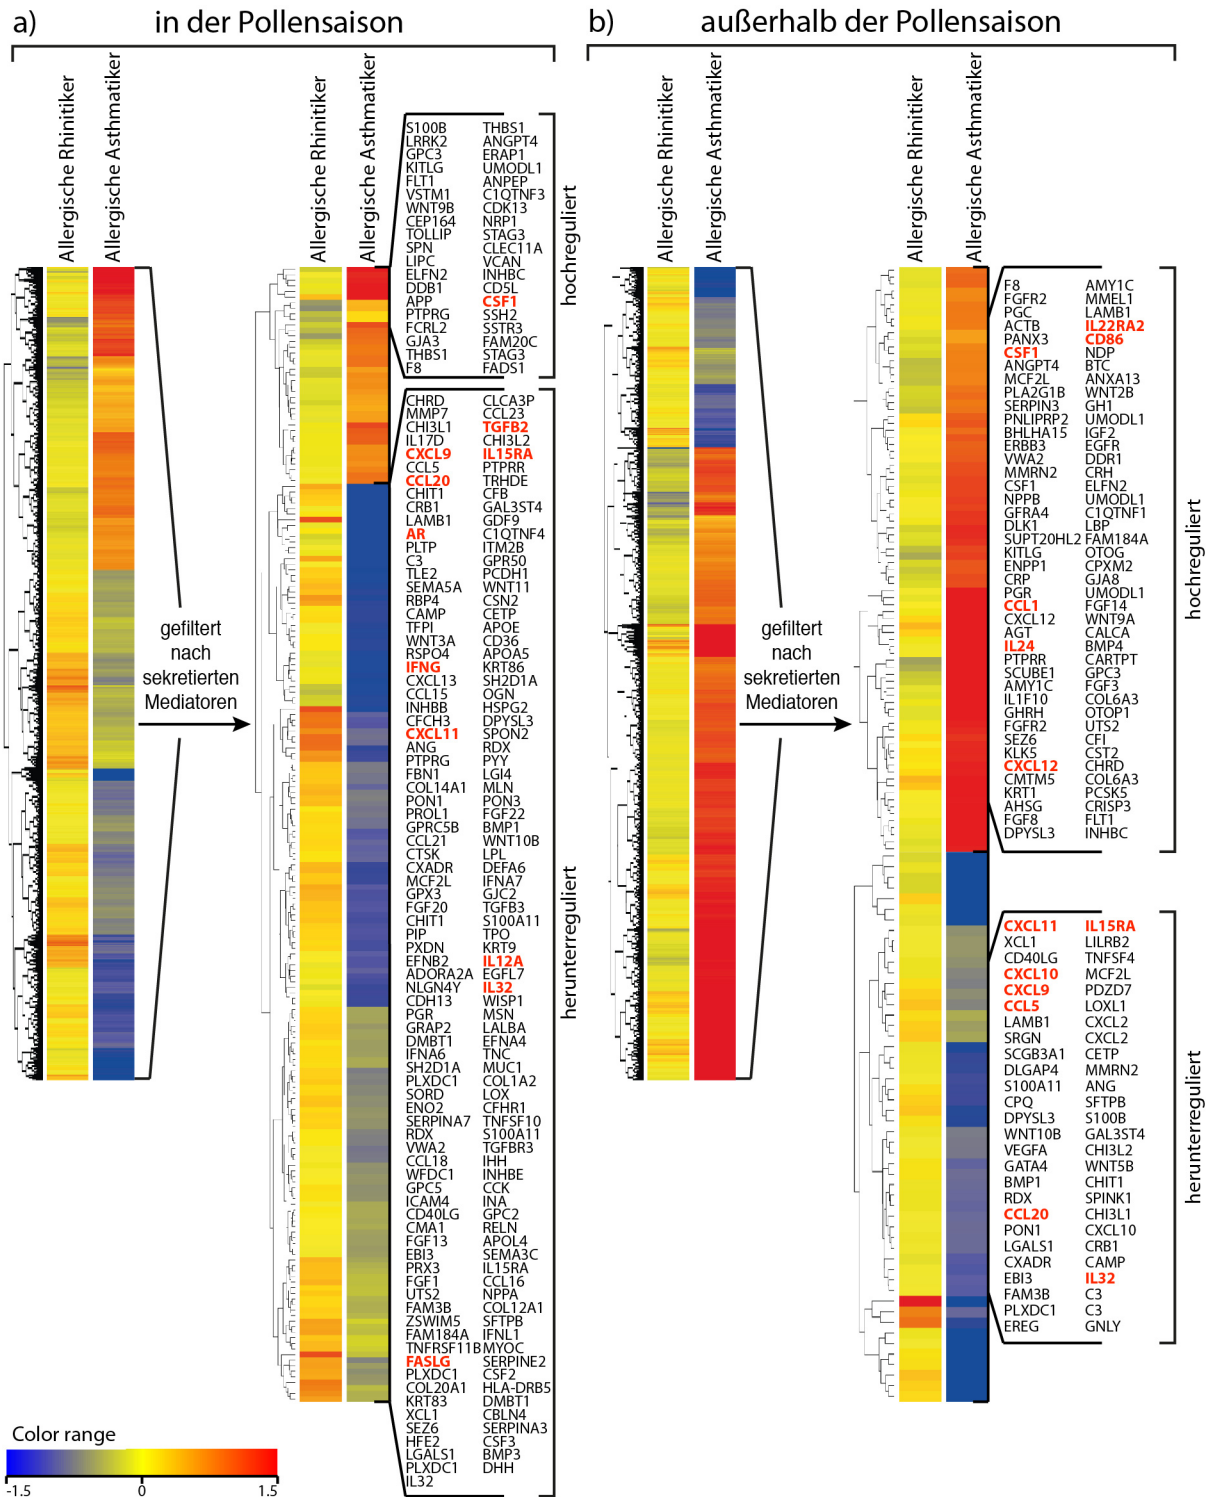 a) in der Pollensaison
Allergische Rhinitiker
Allergische Asthmatiker
gefiltert
nach
sekretierten
Mediatoren
Allergische Rhinitiker
Allergische Asthmatiker
S100B THBS1
LRRK2 ANGPT4
GPC3 ERAP1
KITLG UMODL1
FLT1 ANPEP
VSTM1 C1QTNF3
WNT9B CDK13
CEP164 NRP1
TOLLIP STAG3
SPN CLEC11A
LIPC VCAN
ELFN2 INHBC
DDB1 CD5L
APP CSF1
PTPRG SSH2
FCRL2 SSTR3
GJA3 FAM20C
THBS1 STAG3
F8 FADS1
hochreguliert
CHRD CLCA3P
MMP7 CCL23
CHI3L1 TGFB2
IL17D CHI3L2
CXCL9 IL15RA
CCL5 PTPRR
CCL20 TRHDE
CHIT1 CFB
CRB1 GAL3ST4
LAMB1 GDF9
AR C1QTNF4
PLTP ITM2B
C3 GPR50
TLE2 PCDH1
SEMA5A WNT11
RBP4 CSN2
CAMP CETP
TFPI APOE
WNT3A CD36
RSPO4 APOA5
IFNG KRT86
CXCL13 SH2D1A
CCL15 OGN
INHBB HSPG2
CFCH3 DPYSL3
CXCL11 SPON2
ANG RDX
PTPRG PYY
FBN1 LGI4
COL14A1 MLN
PON1 PON3
PROL1 FGF22
GPRC5B BMP1
CCL21 WNT10B
CTSK LPL
CXADR DEFA6
MCF2L IFNA7
GPX3 GJC2
FGF20 TGFB3
CHIT1 S100A11
PIP TPO
PXDN KRT9
EFNB2 IL12A
ADORA2A EGFL7
NLGN4Y IL32
CDH13 WISP1
PGR MSN
GRAP2 LALBA
DMBT1 EFNA4
IFNA6 TNC
SH2D1A MUC1
PLXDC1 COL1A2
SORD LOX
ENO2 CFHR1
SERPINA7 TNFSF10
RDX S100A11
VWA2 TGFBR3
CCL18 IHH
WFDC1 INHBE
GPC5 CCK
ICAM4 INA
CD40LG GPC2
CMA1 RELN
FGF13 APOL4
EBI3 SEMA3C
PRX3 IL15RA
FGF1 CCL16
UTS2 NPPA
FAM3B COL12A1
ZSWIM5 SFTPB
FAM184A IFNL1
TNFRSF11B MYOC
FASLG SERPINE2
PLXDC1 CSF2
COL20A1 HLA-DRB5
KRT83 DMBT1
XCL1 CBLN4
SEZ6 SERPINA3
HFE2 CSF3
LGALS1 BMP3
PLXDC1 DHH
IL32
herunterreguliert
Color range
-1.5 0 1.5
b) außerhalb der Pollensaison
Allergische Rhinitiker
Allergische Asthmatiker
gefiltert
nach
sekretierten
Mediatoren
Allergische Rhinitiker
Allergische Asthmatiker
F8 AMY1C
FGFR2 MMEL1
PGC LAMB1
ACTB IL22RA2
PANX3 CD86
CSF1 NDP
ANGPT4 BTC
MCF2L ANXA13
PLA2G1B WNT2B
SERPIN3 GH1
PNLIPRP2 UMODL1
BHLHA15 IGF2
ERBB3 EGFR
VWA2 DDR1
MMRN2 CRH
CSF1 ELFN2
NPPB UMODL1
GFRA4 C1QTNF1
DLK1 LBP
SUPT20HL2 FAM184A
KITLG OTOG
ENPP1 CPXM2
CRP GJA8
PGR UMODL1
CCL1 FGF14
CXCL12 WNT9A
AGT CALCA
IL24 BMP4
PTPRR CARTPT
SCUBE1 GPC3
AMY1C FGF3
IL1F10 COL6A3
GHRH OTOP1
FGFR2 UTS2
SEZ6 CFI
KLK5 CST2
CXCL12 CHRD
CMTM5 COL6A3
KRT1 PCSK5
AHSG CRISP3
FGF8 FLT1
DPYSL3 INHBC
hochreguliert
CXCL11 IL15RA
XCL1 LILRB2
CD40LG TNFSF4
CXCL10 MCF2L
CXCL9 PDZD7
CCL5 LOXL1
LAMB1 CXCL2
SRGN CXCL2
SCGB3A1 CETP
DLGAP4 MMRN2
S100A11 ANG
CPQ SFTPB
DPYSL3 S100B
WNT10B GAL3ST4
VEGFA CHI3L2
GATA4 WNT5B
BMP1 CHIT1
RDX SPINK1
CCL20 CHI3L1
PON1 CXCL10
LGALS1 CRB1
CXADR CAMP
EBI3 IL32
FAM3B C3
PLXDC1 C3
EREG GNLY
herunterreguliert